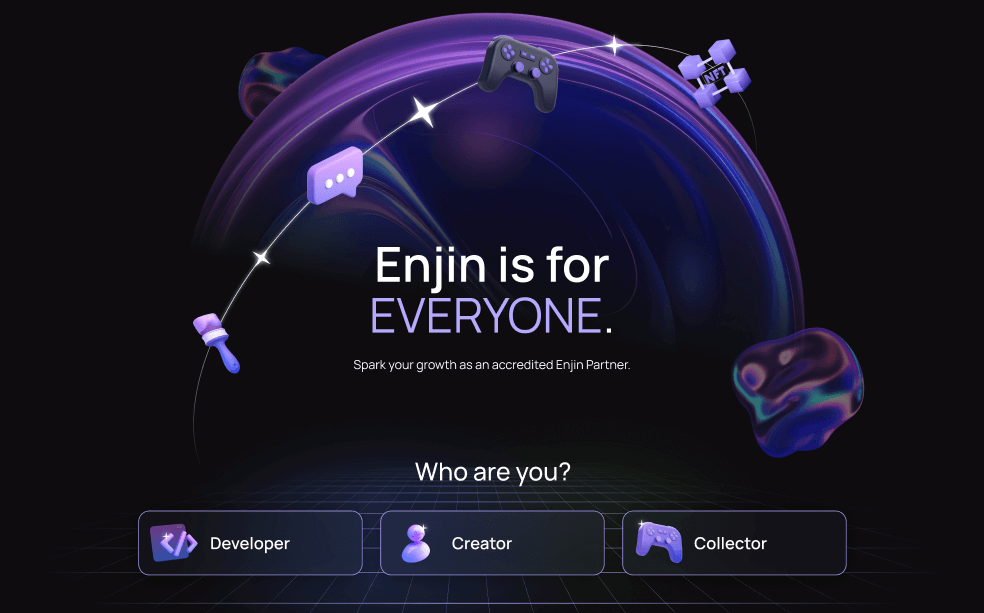 NFT
Enjin is for
EVERYONE.
Spark your growth as an accredited Enjin Partner.
Who are you?
Developer
Creator
Collector